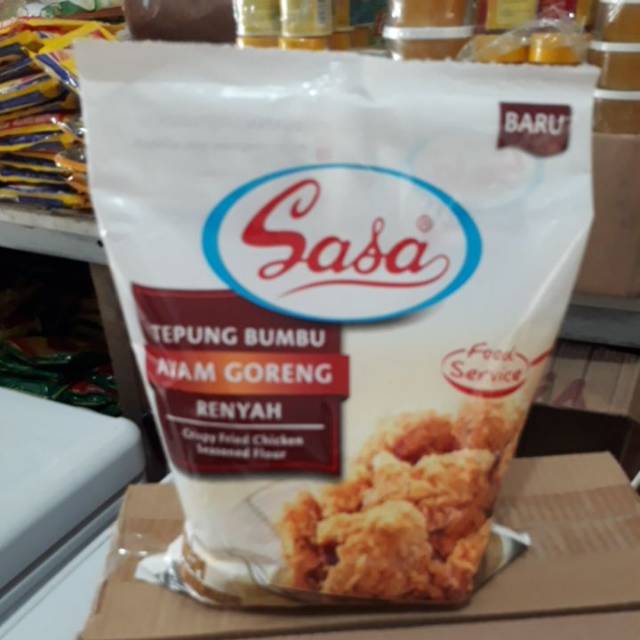 BARU
Sasa®
TEPUNG BUMBU
AYAM GORENG
RENYAH
Crispy Fried Chicken
Seasoned Flour
Food
Service